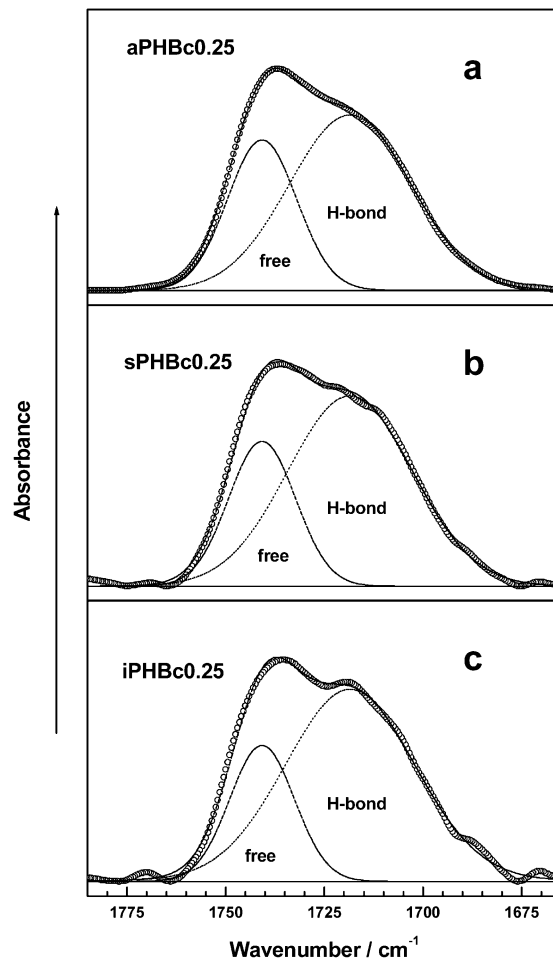 aPHBc0.25
a
H-bond
free
sPHBc0.25
b
H-bond
free
iPHBc0.25
c
H-bond
free
Absorbance
1775 1750 1725 1700 1675
Wavenumber / cm⁻¹